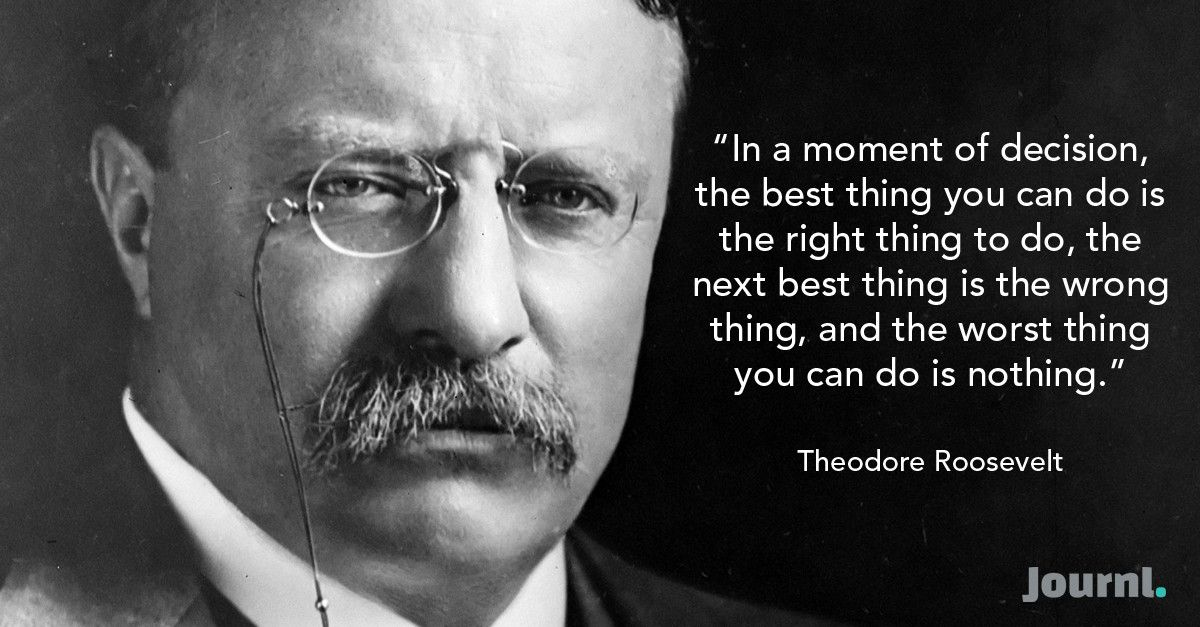 “In a moment of decision,
the best thing you can do is
the right thing to do, the
next best thing is the wrong
thing, and the worst thing
you can do is nothing.”
Theodore Roosevelt
Journl.